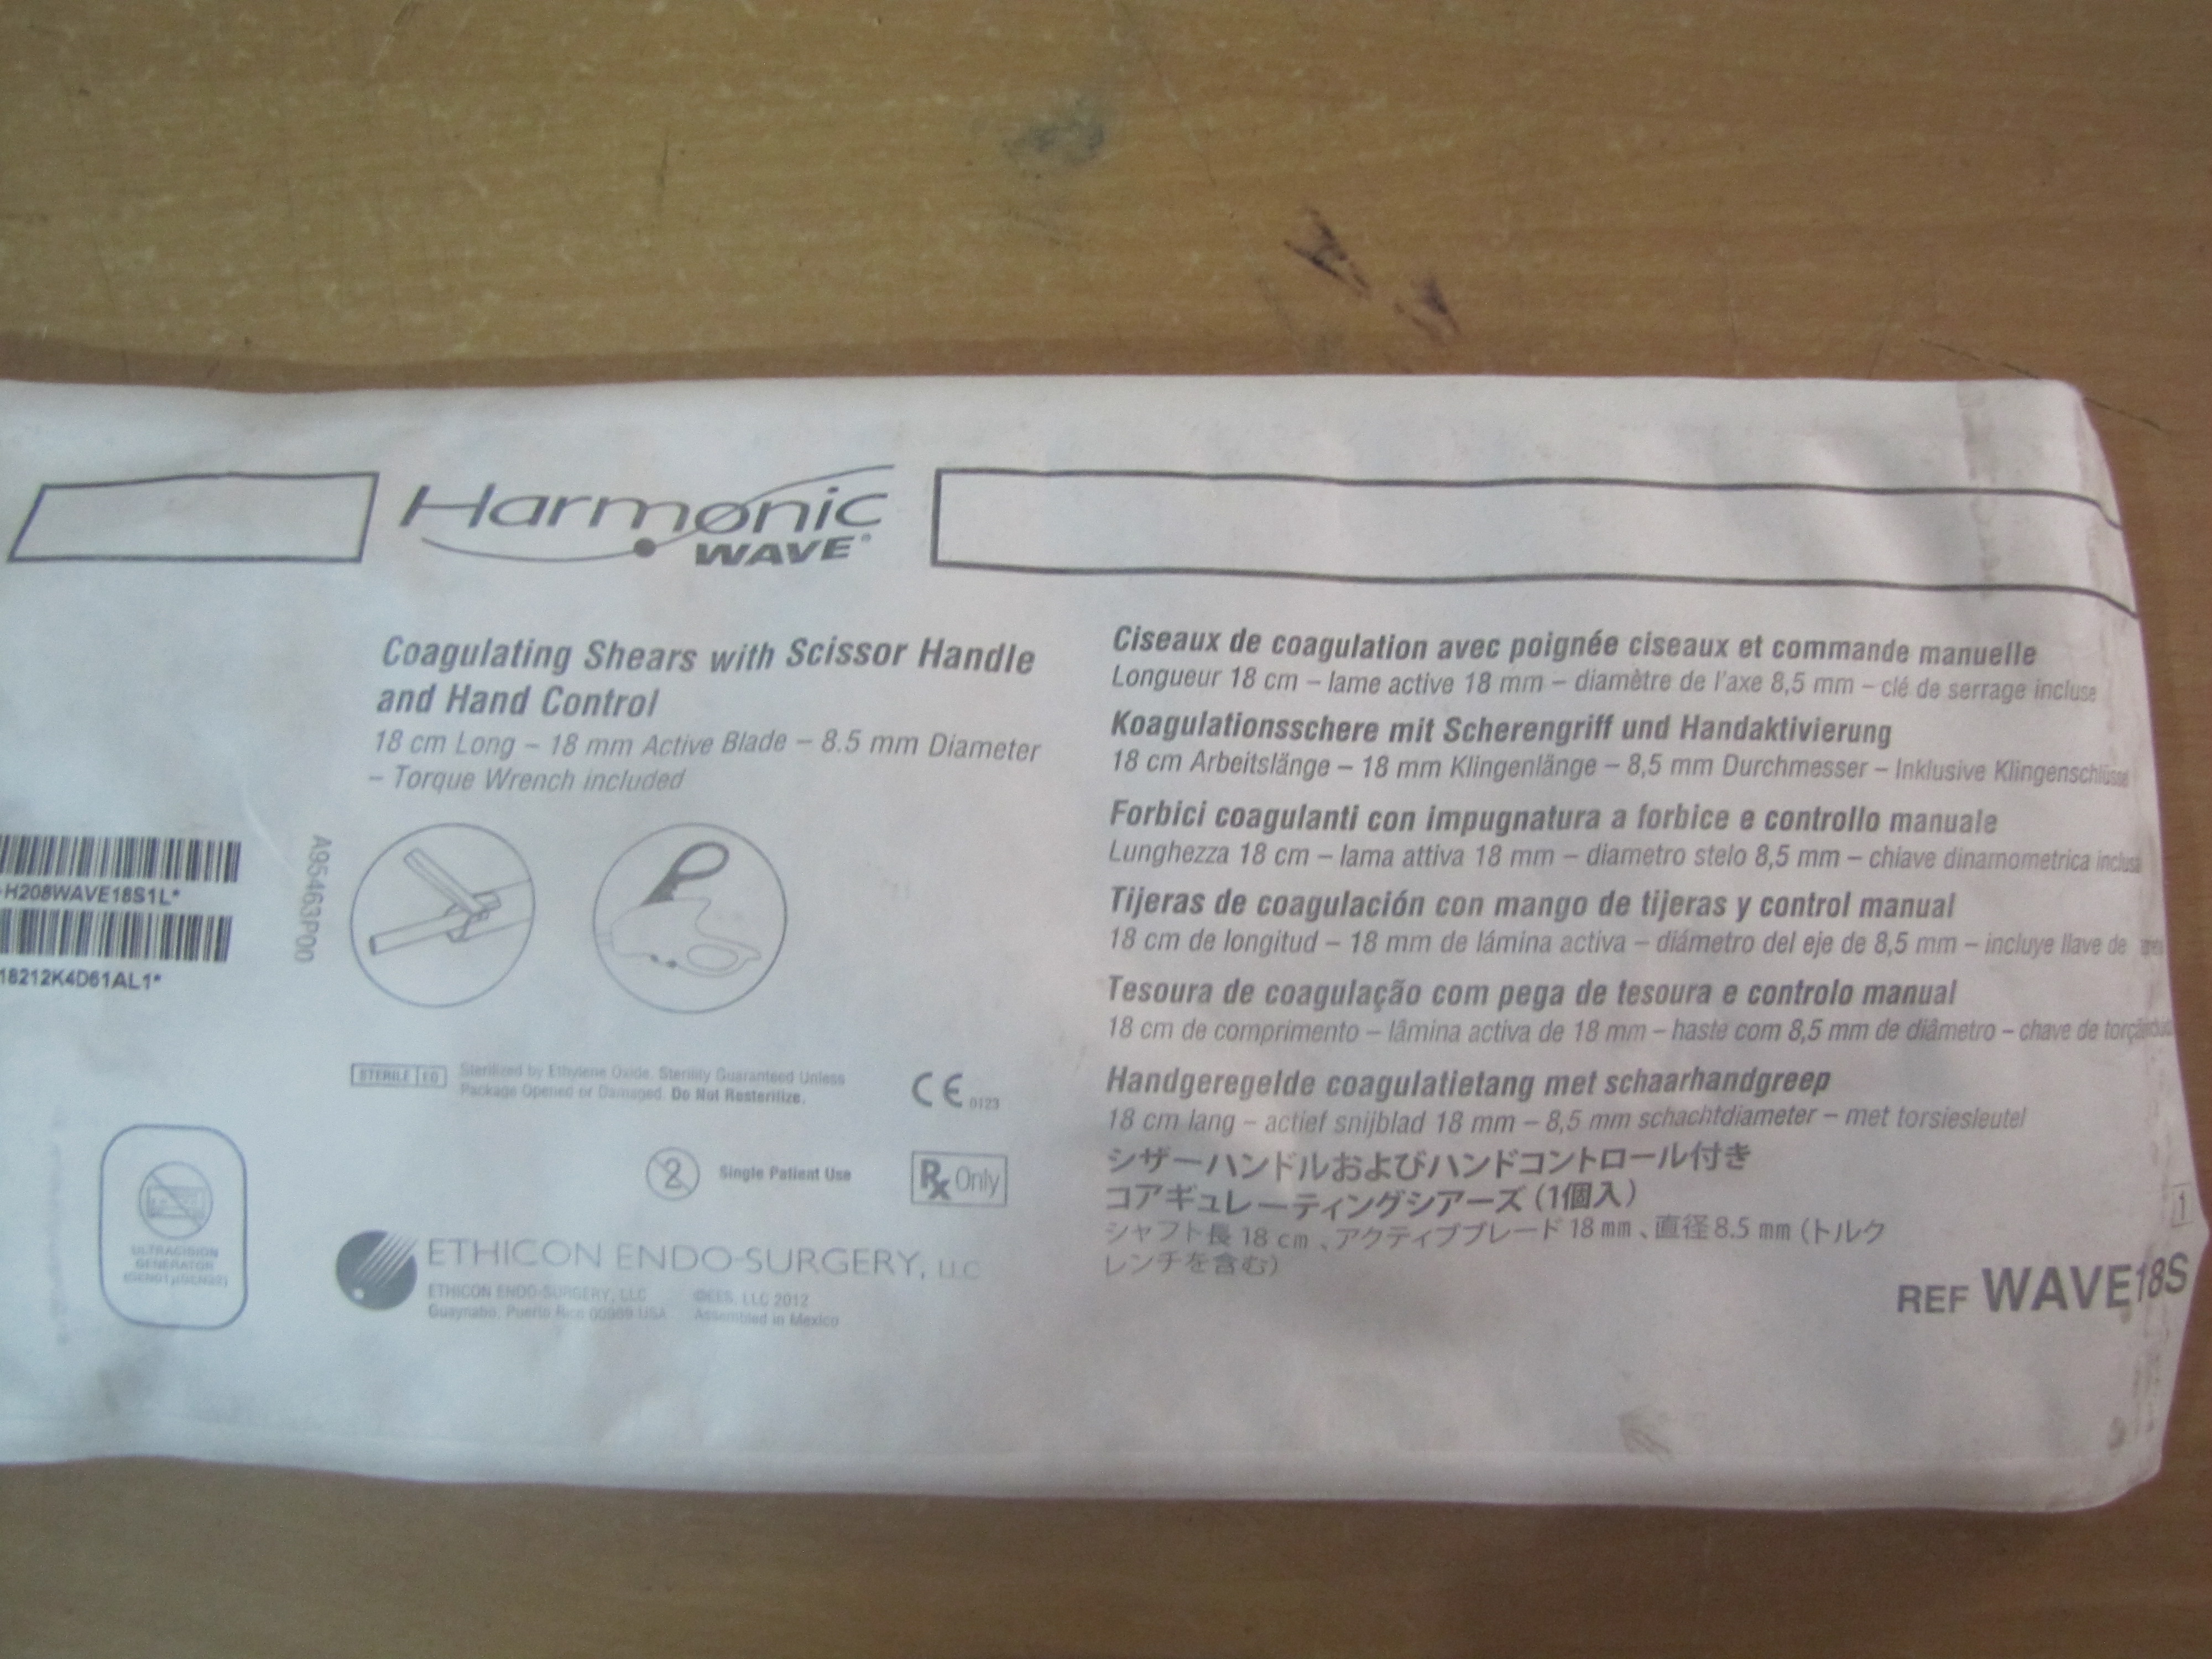 Harmonic
WAVE®
Coagulating Shears with Scissor Handle
and Hand Control
18 cm Long – 18 mm Active Blade – 8.5 mm Diameter
– Torque Wrench included
H208WAVE18S1L*
18212K4D61AL1*
A95463P00
STERILE EO
Sterilized by Ethylene Oxide. Sterility Guaranteed Unless
Package Opened or Damaged. Do Not Resterilize.
CE 0123
2
Single Patient Use
Rx Only
ULTRACISION
GENERATOR
ETHICON ENDO-SURGERY, LLC
ETHICON ENDO-SURGERY, LLC
Guaynabo, Puerto Rico 00969 USA
©EES, LLC 2012
Assembled in Mexico
Ciseaux de coagulation avec poignée ciseaux et commande manuelle
Longueur 18 cm – lame active 18 mm – diamètre de l'axe 8,5 mm – clé de serrage incluse
Koagulationsschere mit Scherengriff und Handaktivierung
18 cm Arbeitslänge – 18 mm Klingenlänge – 8,5 mm Durchmesser – Inklusive
Forbici coagulanti con impugnatura a forbice e controllo manuale
Lunghezza 18 cm – lama attiva 18 mm – diametro stelo 8,5 mm – chiave dinamometrica inclusa
Tijeras de coagulación con mango de tijeras y control manual
18 cm de longitud – 18 mm de lámina activa – diámetro del eje de 8,5 mm – incluye llave de
Tesoura de coagulação com pega de tesoura e controlo manual
18 cm de comprimento – lâmina activa de 18 mm – haste com 8,5 mm de diâmetro – chave de
Handgeregelde coagulatietang met schaarhandgreep
18 cm lang – actief snijblad 18 mm – 8,5 mm schachtdiameter – met torsiesleutel
シザーハンドルおよびハンドコントロール付き
コアギュレーティングシアーズ（1個入）
シャフト長 18 cm、アクティブブレード 18 mm、直径 8.5 mm（トルク
レンチを含む）
1
REF WAVE18S